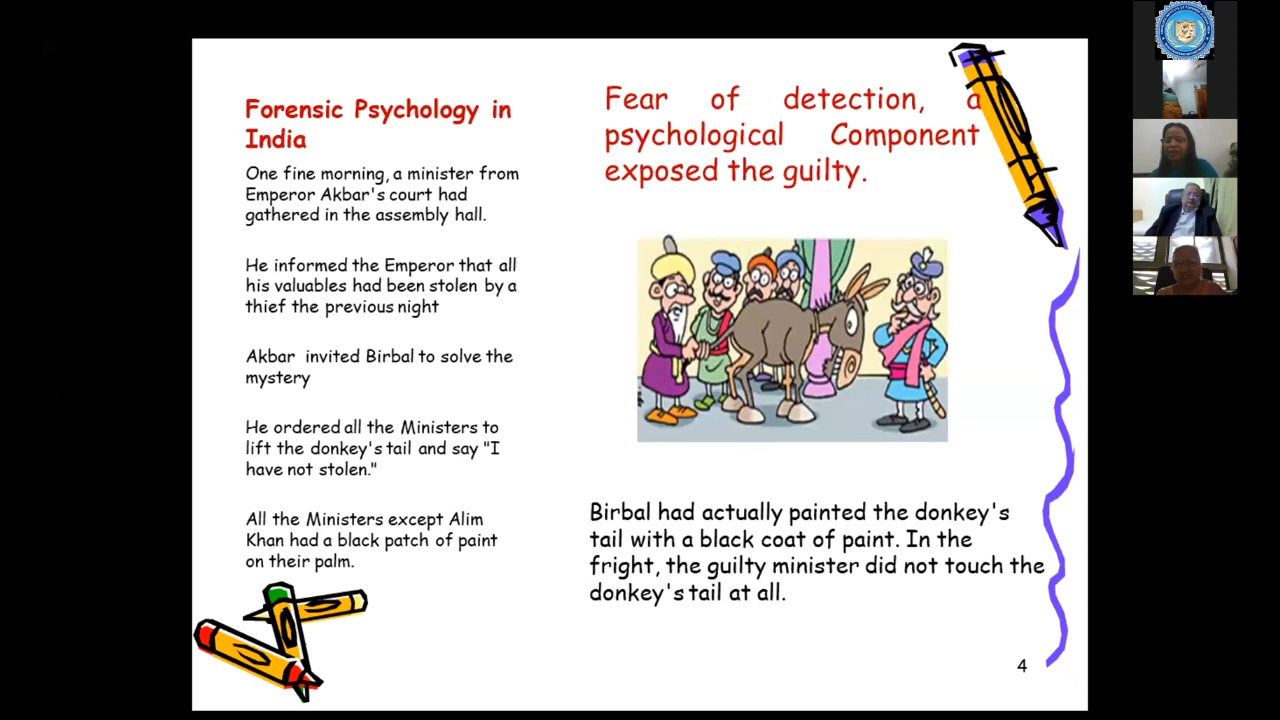 Forensic Psychology in
India
One fine morning, a minister from
Emperor Akbar's court had
gathered in the assembly hall.
He informed the Emperor that all
his valuables had been stolen by a
thief the previous night
Akbar invited Birbal to solve the
mystery
He ordered all the Ministers to
lift the donkey's tail and say "I
have not stolen."
All the Ministers except Alim
Khan had a black patch of paint
on their palm.
Fear of detection, a
psychological Component
exposed the guilty.
Birbal had actually painted the donkey's
tail with a black coat of paint. In the
fright, the guilty minister did not touch the
donkey's tail at all.
4